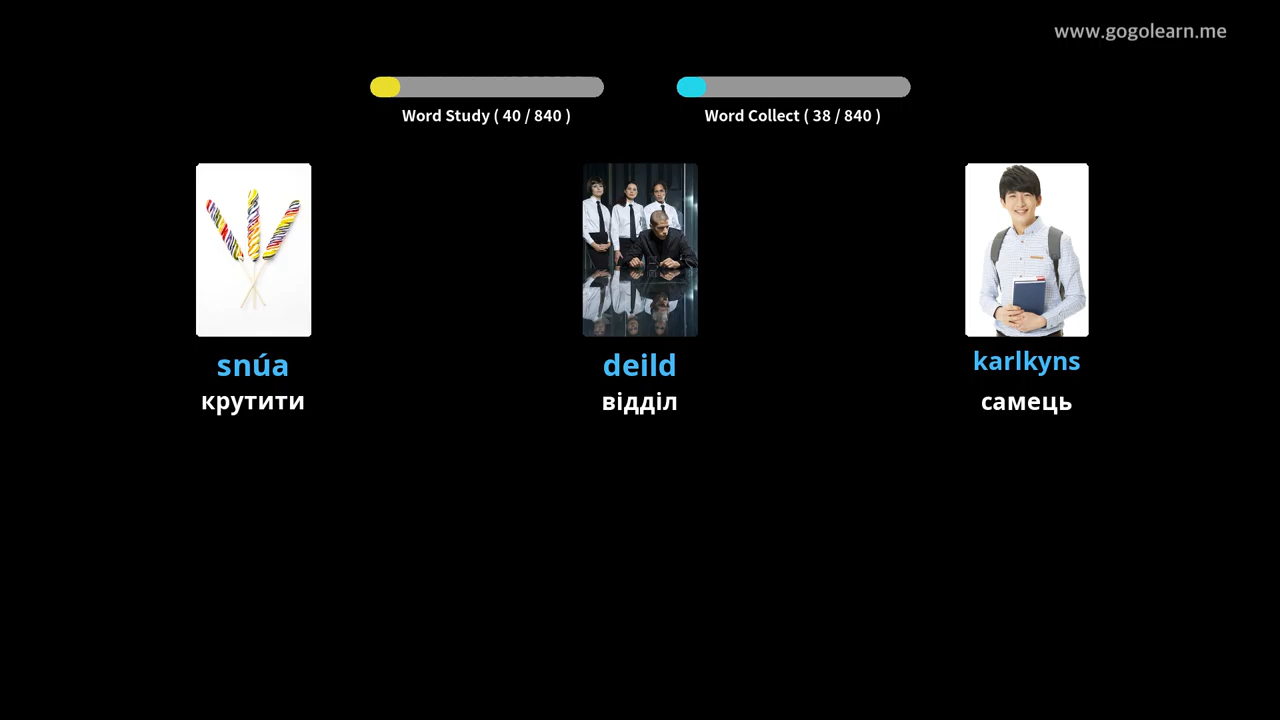 www.gogolearn.me
Word Study ( 40 / 840 )
Word Collect ( 38 / 840 )
snúa
deild
karlkyns
крутити
відділ
самець